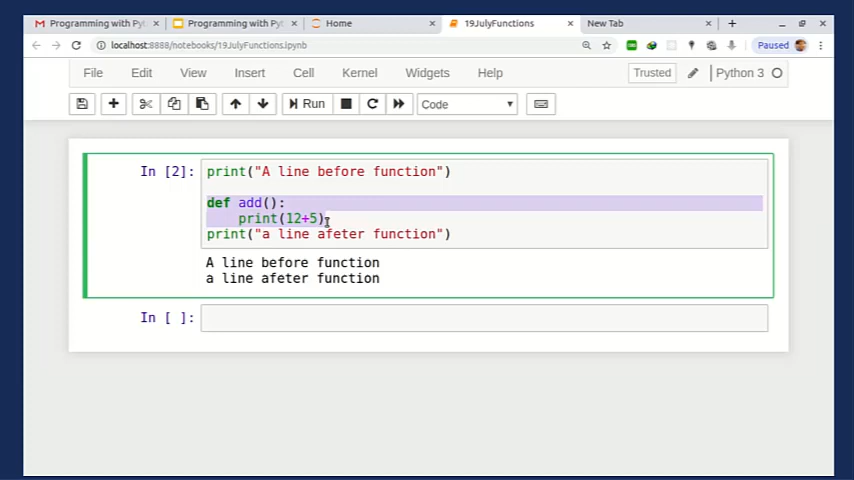 Programming with Pyt
Programming with Pyt
Home
19JulyFunctions
New Tab
localhost:8888/notebooks/19JulyFunctions.ipynb
Paused
File Edit View Insert Cell Kernel Widgets Help
Trusted
Python 3
Run
Code
In [2]:
print("A line before function")
def add():
print(12+5)
print("a line afeter function")
A line before function
a line afeter function
In [ ]: